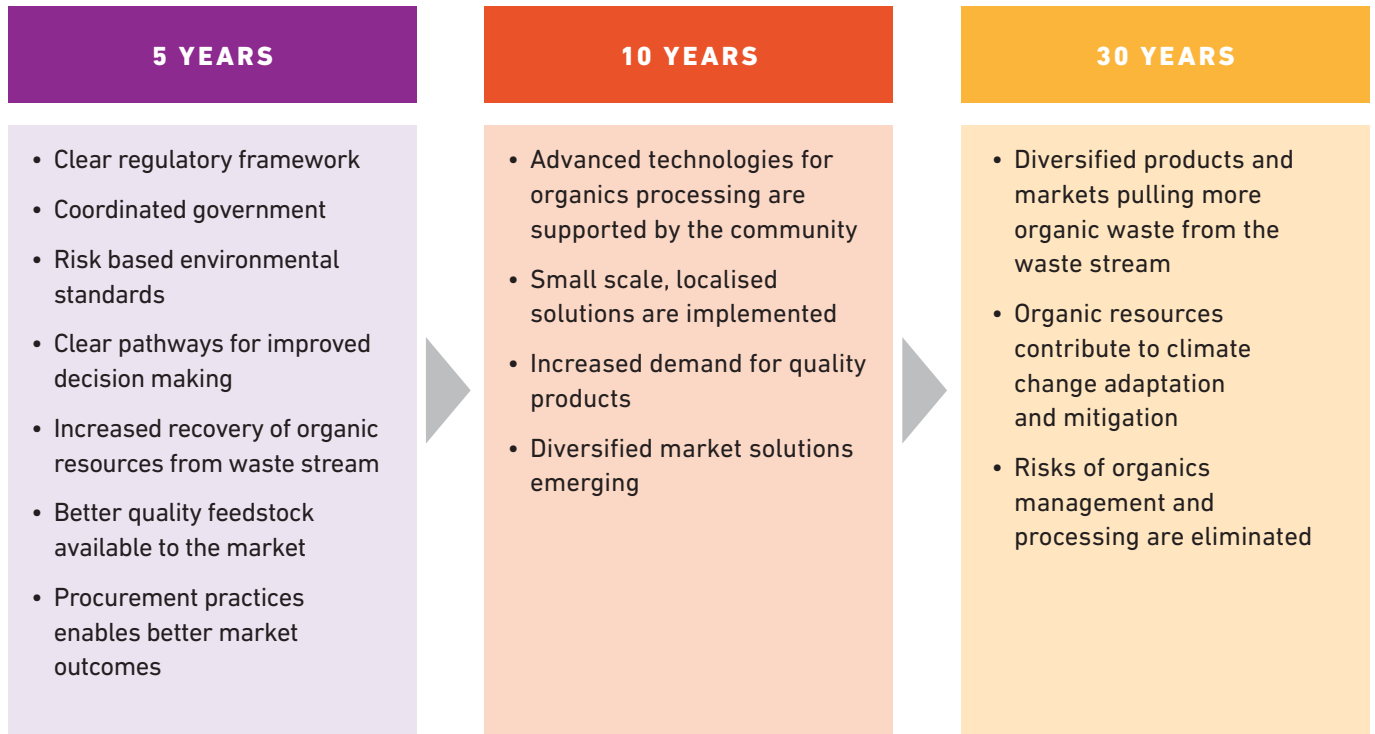 5 YEARS
• Clear regulatory framework
• Coordinated government
• Risk based environmental
standards
• Clear pathways for improved
decision making
• Increased recovery of organic
resources from waste stream
• Better quality feedstock
available to the market
• Procurement practices
enables better market
outcomes
10 YEARS
• Advanced technologies for
organics processing are
supported by the community
• Small scale, localised
solutions are implemented
• Increased demand for quality
products
• Diversified market solutions
emerging
30 YEARS
• Diversified products and
markets pulling more
organic waste from the
waste stream
• Organic resources
contribute to climate
change adaptation
and mitigation
• Risks of organics
management and
processing are eliminated